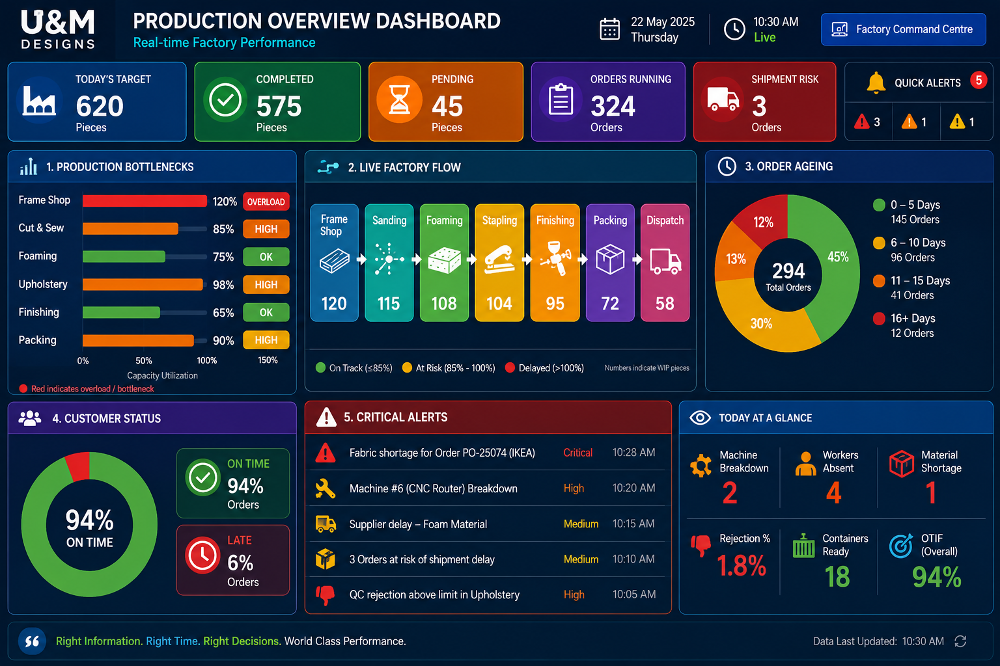 U&M
DESIGNS
PRODUCTION OVERVIEW DASHBOARD
Real-time Factory Performance
22 May 2025
Thursday
10:30 AM
Live
Factory Command Centre
TODAY'S TARGET
620
Pieces
COMPLETED
575
Pieces
PENDING
45
Pieces
ORDERS RUNNING
324
Orders
SHIPMENT RISK
3
Orders
QUICK ALERTS 5
3 1 1
1. PRODUCTION BOTTLENECKS
Frame Shop 120% OVERLOAD
Cut & Sew 85% HIGH
Foaming 75% OK
Upholstery 98% HIGH
Finishing 65% OK
Packing 90% HIGH
0% 50% 100% 150%
Capacity Utilization
Red indicates overload / bottleneck
2. LIVE FACTORY FLOW
Frame
Shop
120
Sanding
115
Foaming
108
Stapling
104
Finishing
95
Packing
72
Dispatch
58
On Track (≤85%) At Risk (85% - 100%) Delayed (>100%) Numbers indicate WIP pieces
3. ORDER AGEING
12%
45%
13%
30%
294
Total Orders
0 – 5 Days
145 Orders
6 – 10 Days
96 Orders
11 – 15 Days
41 Orders
16+ Days
12 Orders
4. CUSTOMER STATUS
94%
ON TIME
ON TIME
94%
Orders
LATE
6%
Orders
5. CRITICAL ALERTS
Fabric shortage for Order PO-25074 (IKEA) Critical 10:28 AM
Machine #6 (CNC Router) Breakdown High 10:20 AM
Supplier delay – Foam Material Medium 10:15 AM
3 Orders at risk of shipment delay Medium 10:10 AM
QC rejection above limit in Upholstery High 10:05 AM
TODAY AT A GLANCE
Machine
Breakdown
2
Workers
Absent
4
Material
Shortage
1
Rejection %
1.8%
Containers
Ready
18
OTIF
(Overall)
94%
Right Information. Right Time. Right Decisions. World Class Performance.
Data Last Updated: 10:30 AM